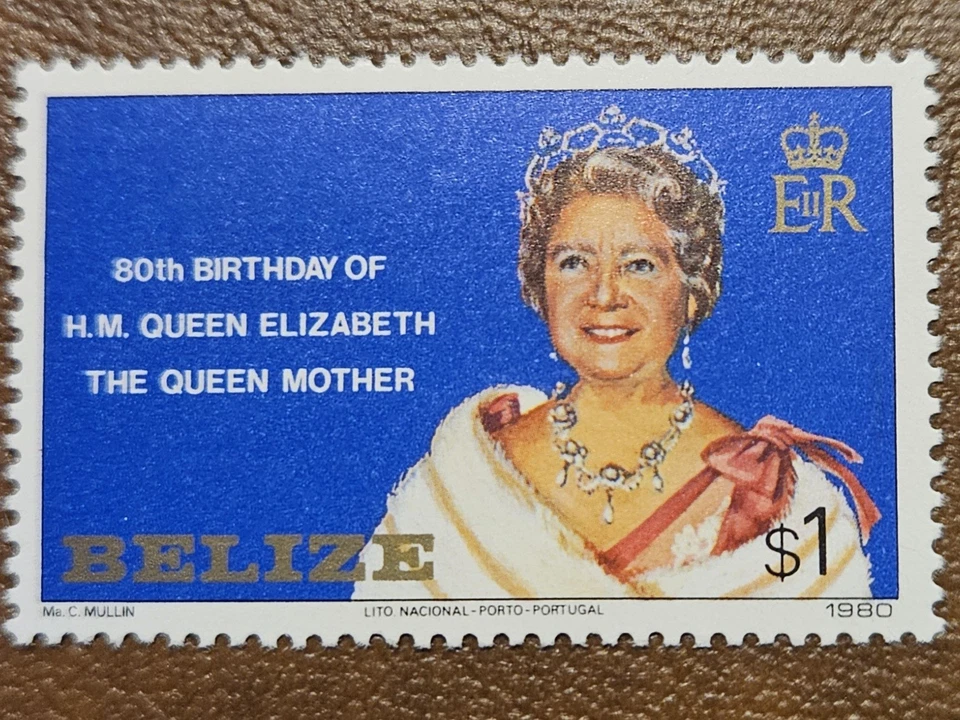 EIIR
80th BIRTHDAY OF
H.M. QUEEN ELIZABETH
THE QUEEN MOTHER
BELIZE
$1
Ma. C. MULLIN LITO. NACIONAL-PORTO-PORTUGAL 1980